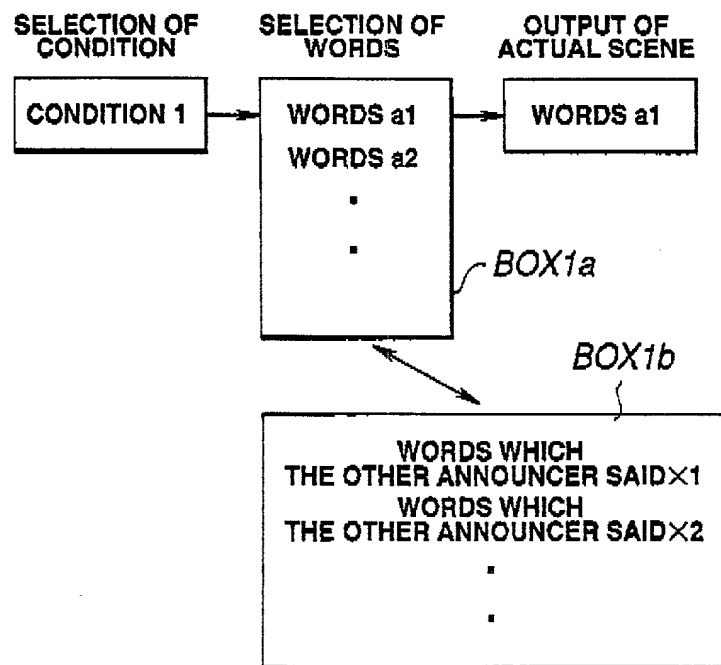 SELECTION OF
CONDITION
SELECTION OF
WORDS
OUTPUT OF
ACTUAL SCENE
CONDITION 1
WORDS a1
WORDS a2
WORDS a1
BOX1a
BOX1b
WORDS WHICH
THE OTHER ANNOUNCER SAID×1
WORDS WHICH
THE OTHER ANNOUNCER SAID×2